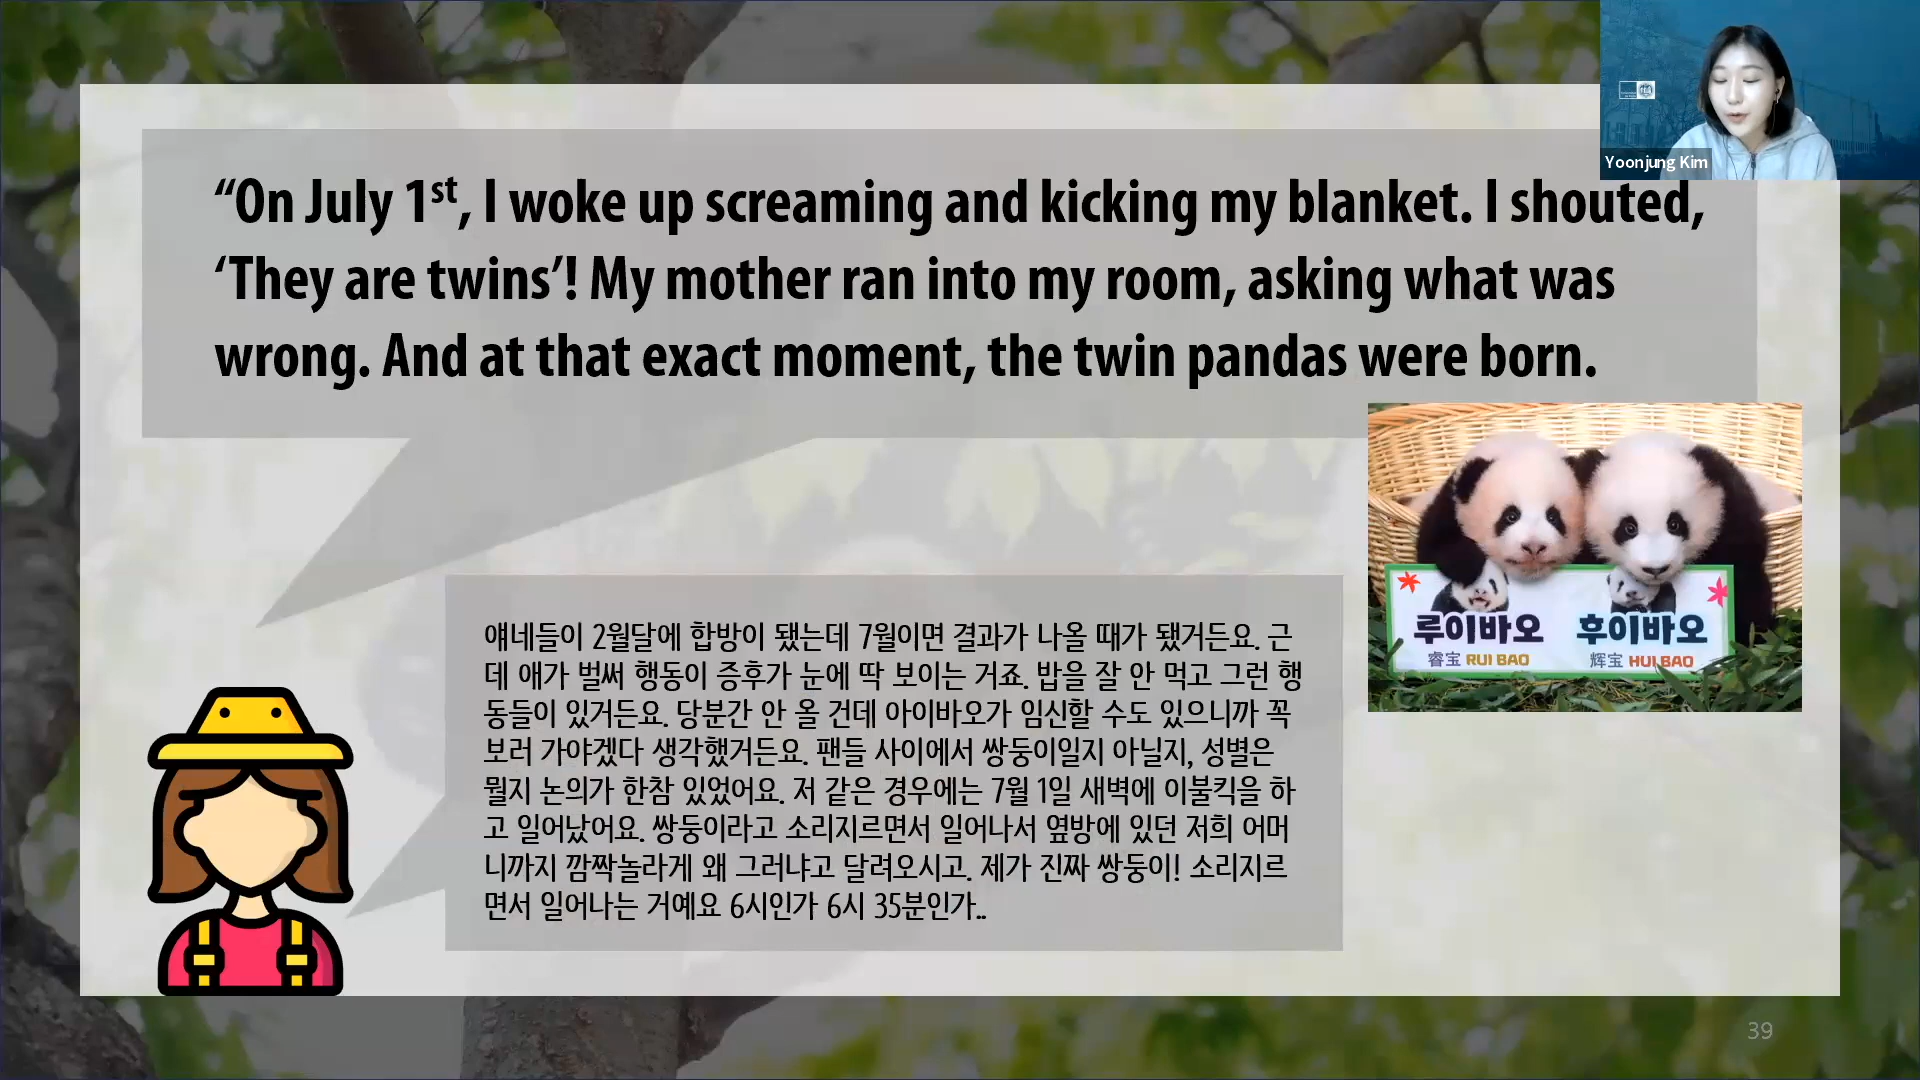 Yoonjung Kim
“On July 1st, I woke up screaming and kicking my blanket. I shouted,
‘They are twins’! My mother ran into my room, asking what was
wrong. And at that exact moment, the twin pandas were born.
루이바오 후이바오
睿宝 RUI BAO 辉宝 HUI BAO
얘네들이 2월달에 합방이 됐는데 7월이면 결과가 나올 때가 됐거든요. 근
데 애가 벌써 행동이 증후가 눈에 딱 보이는 거죠. 밥을 잘 안 먹고 그런 행
동들이 있거든요. 당분간 안 올 건데 아이바오가 임신할 수도 있으니까 꼭
보러 가야겠다 생각했거든요. 팬들 사이에서 쌍둥이일지 아닐지, 성별은
뭘지 논의가 한참 있었어요. 저 같은 경우에는 7월 1일 새벽에 이불킥을 하
고 일어났어요. 쌍둥이라고 소리지르면서 일어나서 옆방에 있던 저희 어머
니까지 깜짝놀라게 왜 그러냐고 달려오시고. 제가 진짜 쌍둥이! 소리지르
면서 일어나는 거예요 6시인가 6시 35분인가..
39